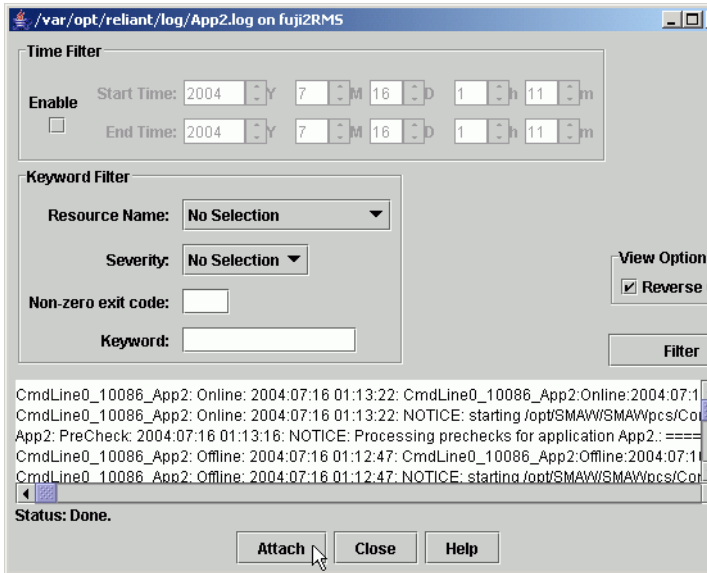 /var/opt/reliant/log/App2.log on fuji2RMS
Time Filter
Enable
Start Time: 2004 Y 7 M 16 D 1 h 11 m
End Time: 2004 Y 7 M 16 D 1 h 11 m
Keyword Filter
Resource Name: No Selection
Severity: No Selection
Non-zero exit code:
Keyword:
View Option
Reverse
Filter
CmdLine0_10086_App2: Online: 2004:07:16 01:13:22: CmdLine0_10086_App2:Online:2004:07:1
CmdLine0_10086_App2: Online: 2004:07:16 01:13:22: NOTICE: starting /opt/SMAW/SMAWpcs/Co
App2: PreCheck: 2004:07:16 01:13:16: NOTICE: Processing prechecks for application App2.: ====
CmdLine0_10086_App2: Offline: 2004:07:16 01:12:47: CmdLine0_10086_App2:Offline:2004:07:1
CmdLine0_10086_App2: Offline: 2004:07:16 01:12:47: NOTICE: starting /opt/SMAW/SMAWpcs/Co
Status: Done.
Attach Close Help